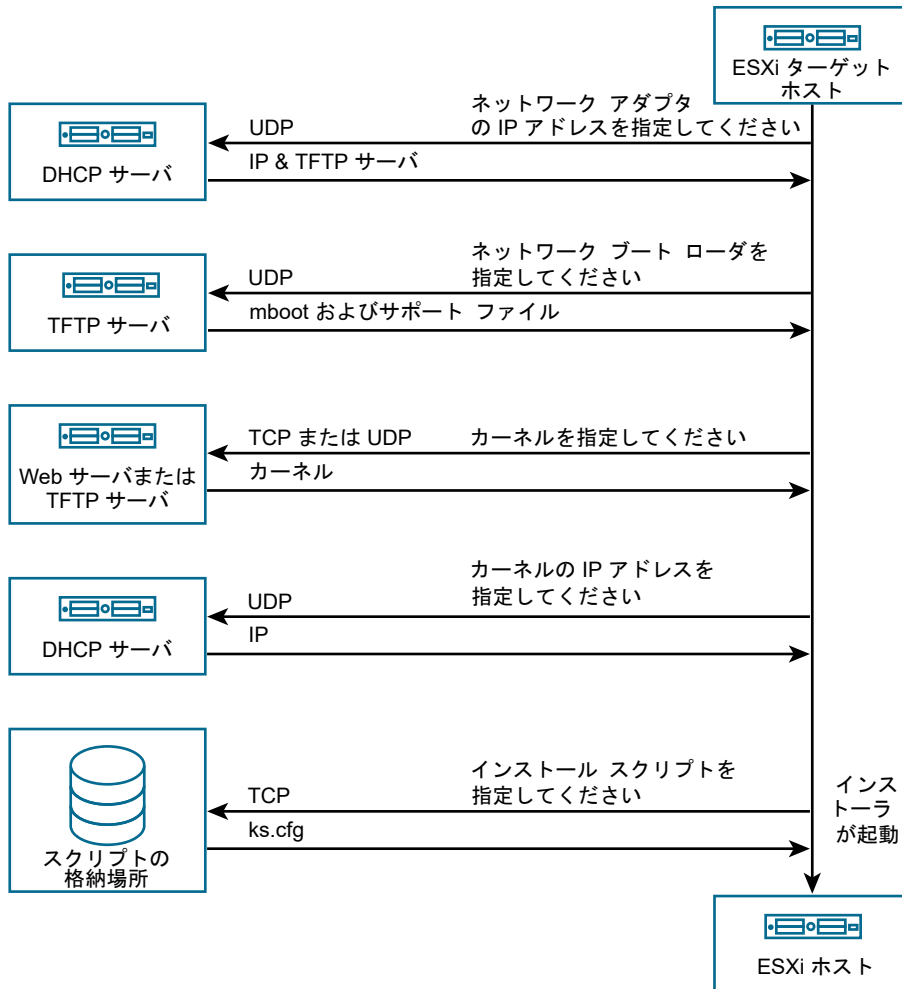 ESXi ターゲット
ホスト
ネットワーク アダプタ
の IP アドレスを指定してください
UDP
IP & TFTP サーバ
DHCP サーバ
ネットワーク ブート ローダを
指定してください
UDP
mboot およびサポート ファイル
TFTP サーバ
TCP または UDP
カーネルを指定してください
カーネル
Web サーバまたは
TFTP サーバ
カーネルの IP アドレスを
指定してください
UDP
IP
DHCP サーバ
インストール スクリプトを
指定してください
TCP
ks.cfg
スクリプトの
格納場所
インス
トーラ
が起動
ESXi ホスト